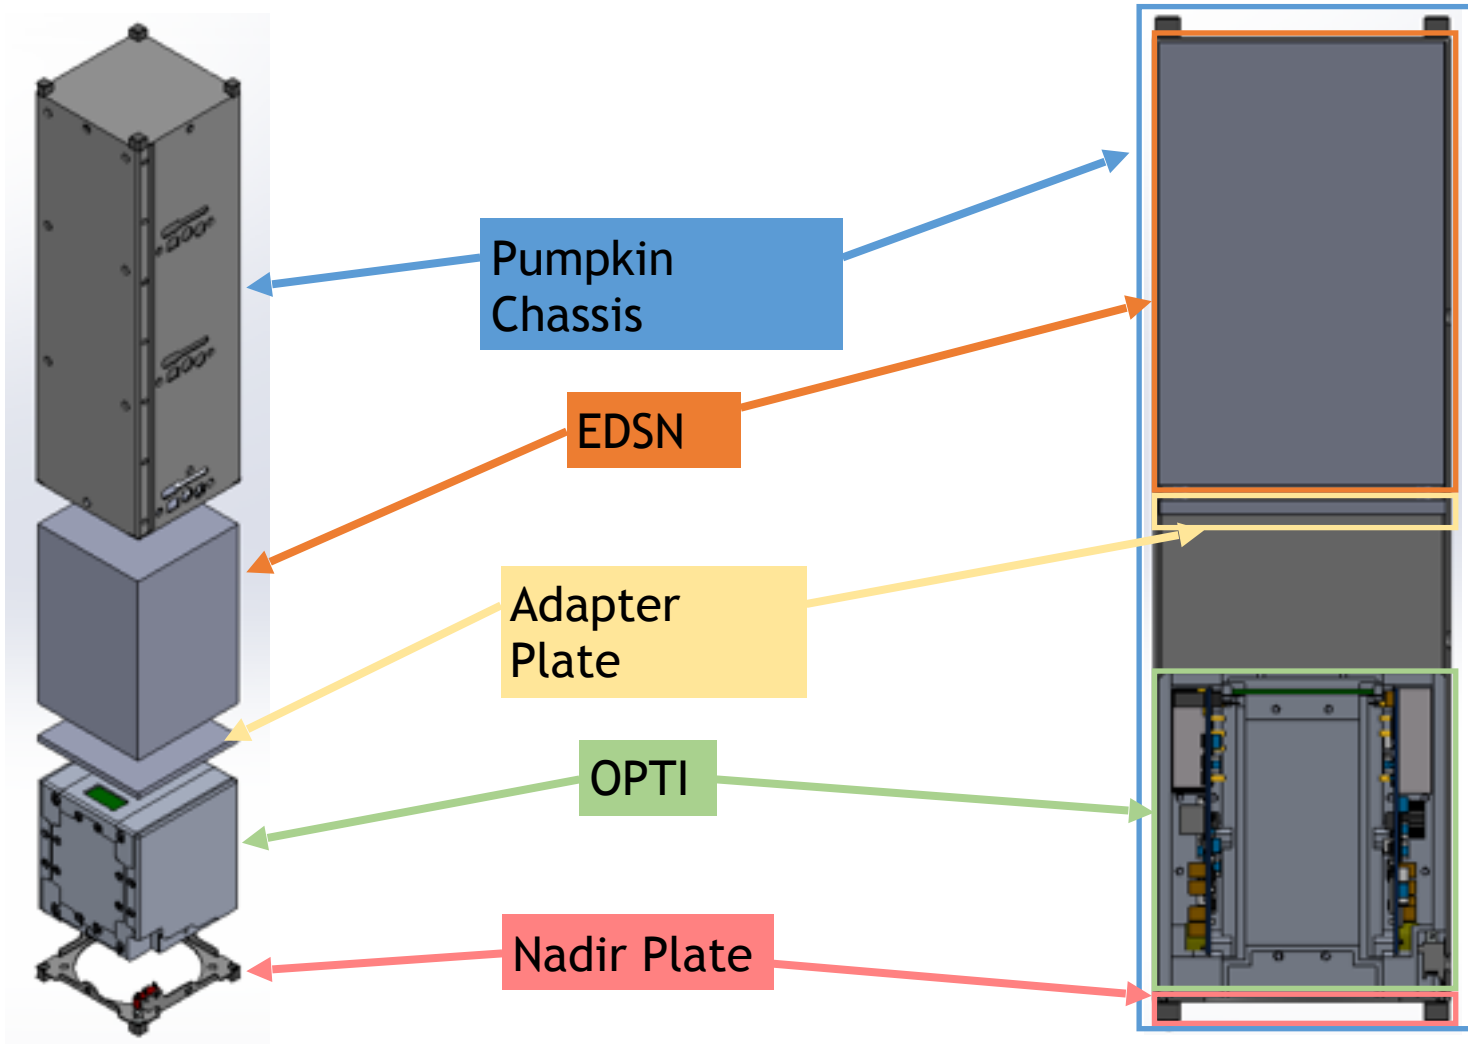 Pumpkin
Chassis
EDSN
Adapter
Plate
OPTI
Nadir Plate